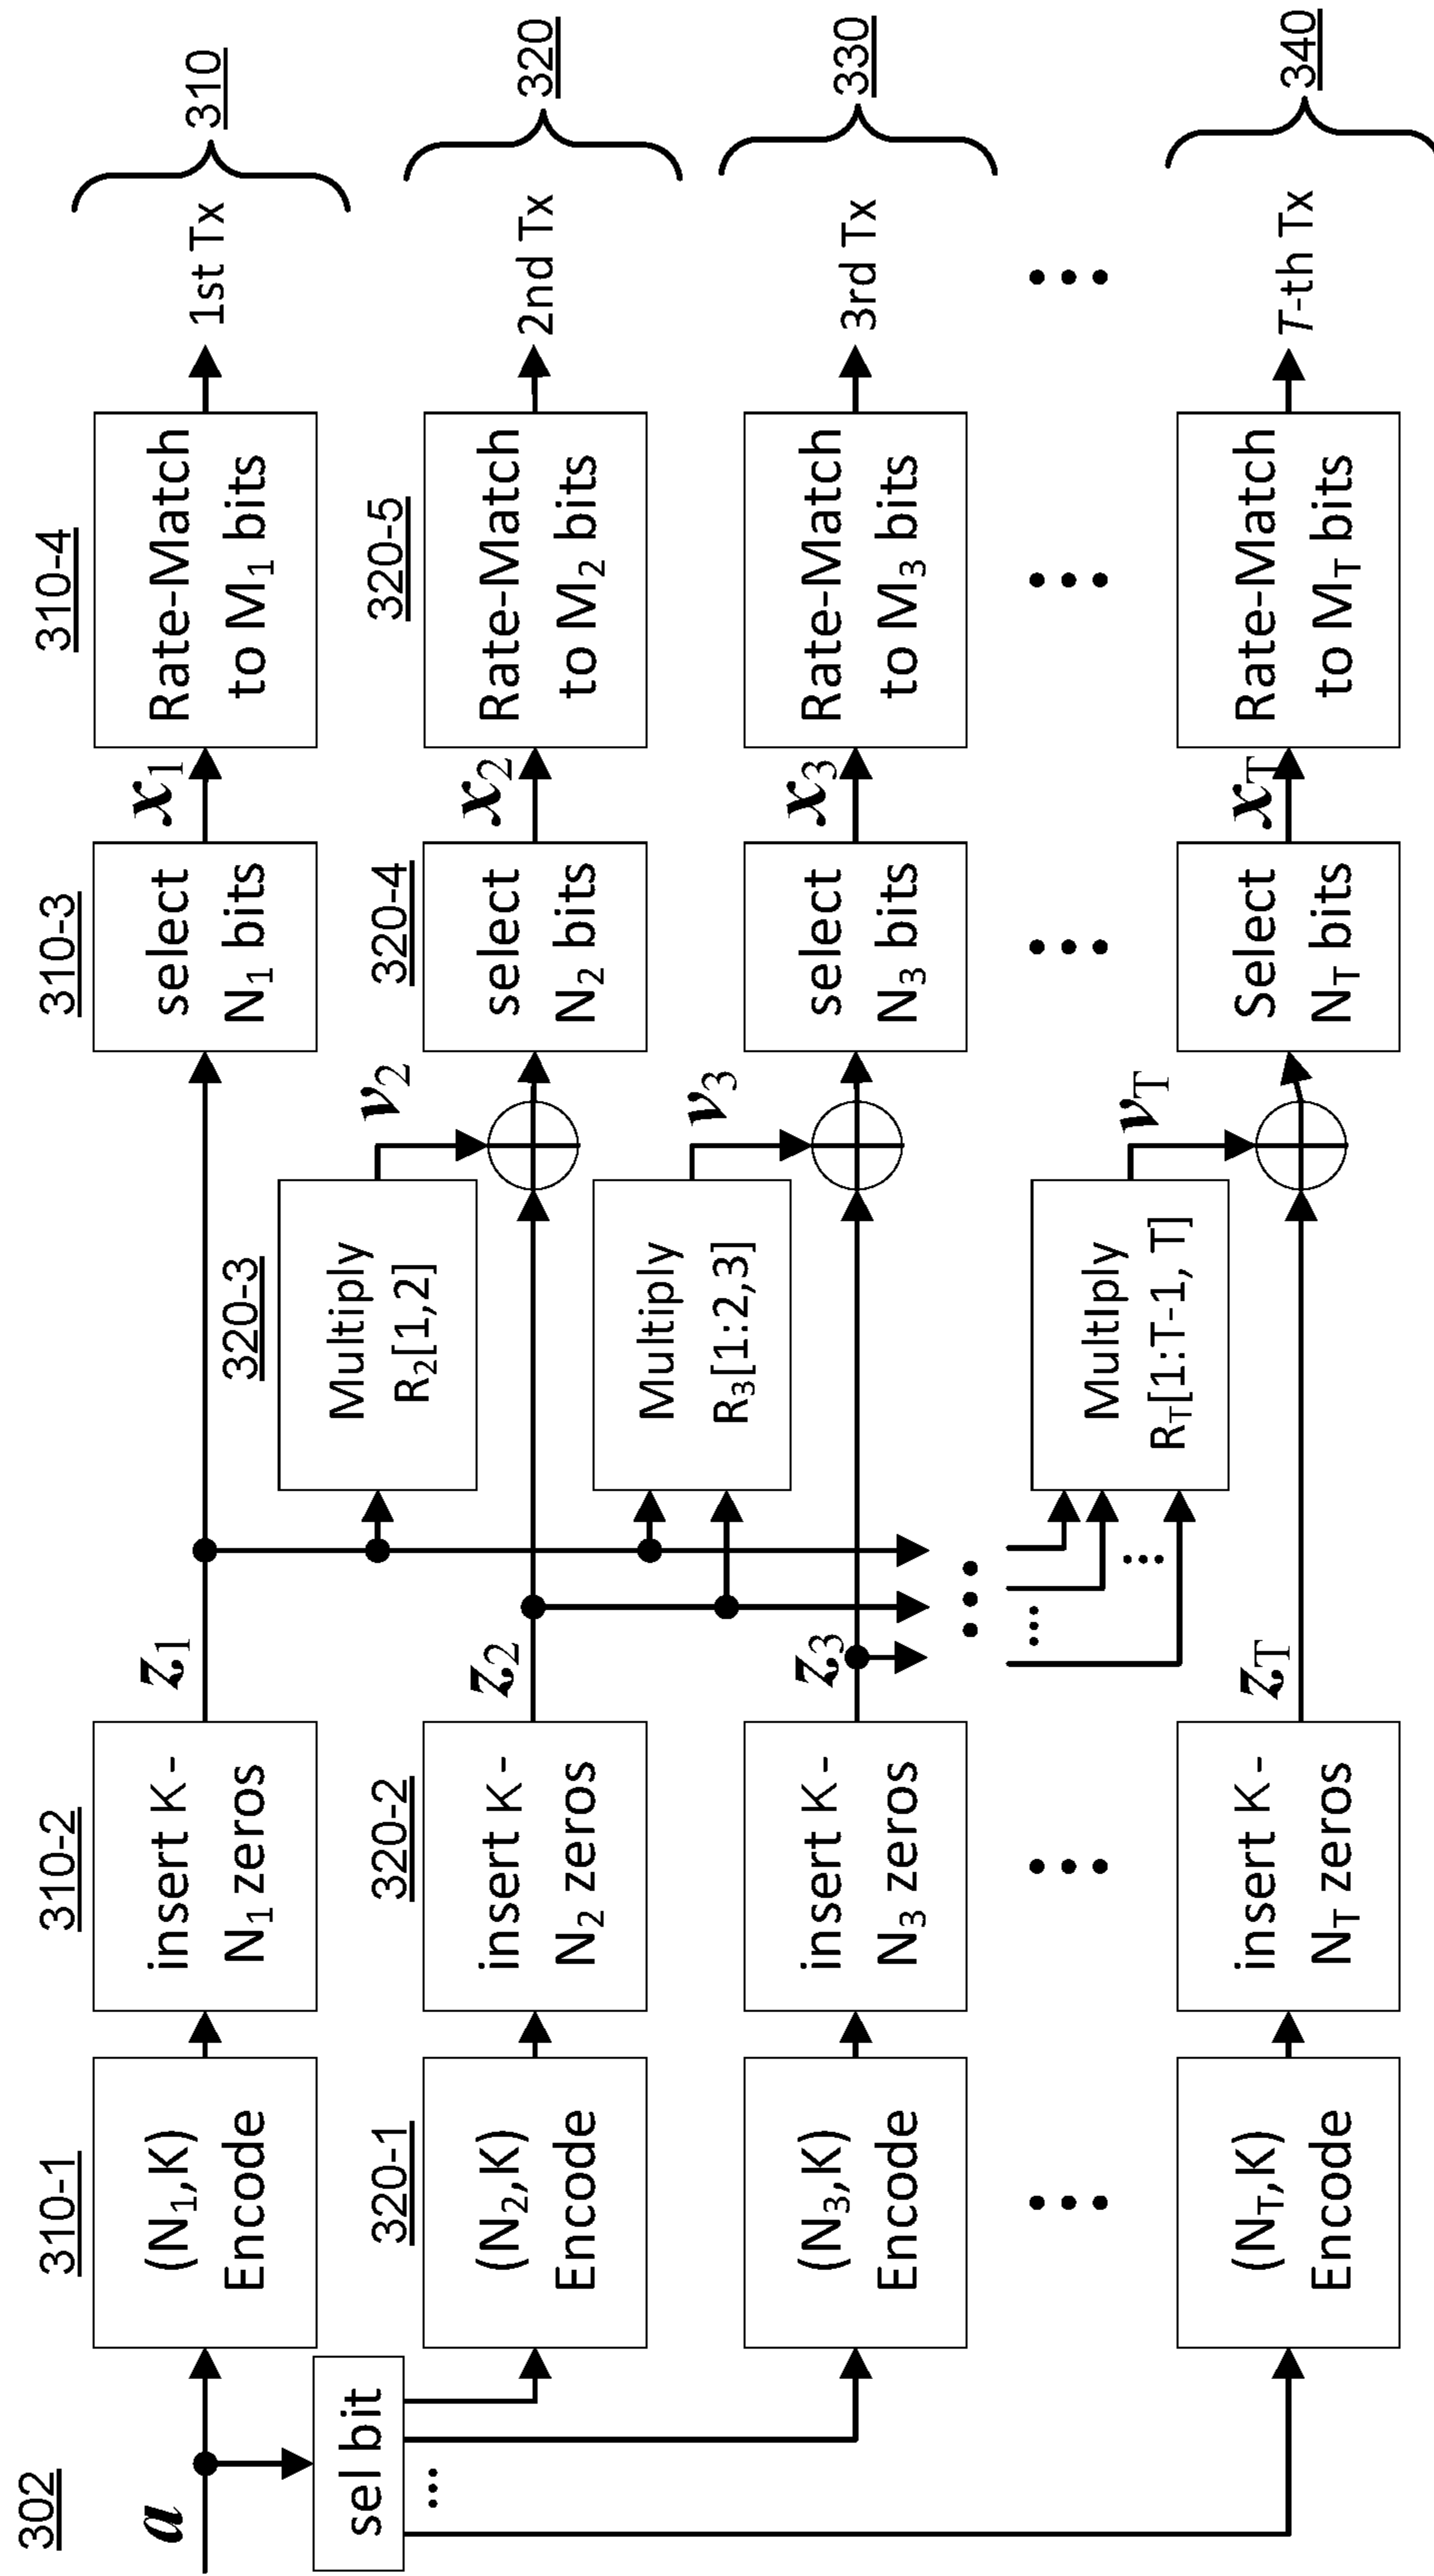 302
a
sel bit
...
310-1
(N1,K)
Encode
310-2
insert K-
N1 zeros
z1
310-3
select
N1 bits
x1
310-4
Rate-Match
to M1 bits
1st Tx
310
320-1
(N2,K)
Encode
320-2
insert K-
N2 zeros
z2
320-3
Multiply
R2[1,2]
v2
320-4
select
N2 bits
x2
320-5
Rate-Match
to M2 bits
2nd Tx
320
(N3,K)
Encode
insert K-
N3 zeros
z3
Multiply
R3[1:2,3]
v3
select
N3 bits
x3
Rate-Match
to M3 bits
3rd Tx
330
...
...
...
...
...
...
...
...
(NT,K)
Encode
insert K-
NT zeros
zT
MultIply
RT[1:T-1, T]
vT
Select
NT bits
xT
Rate-Match
to MT bits
T-th Tx
340